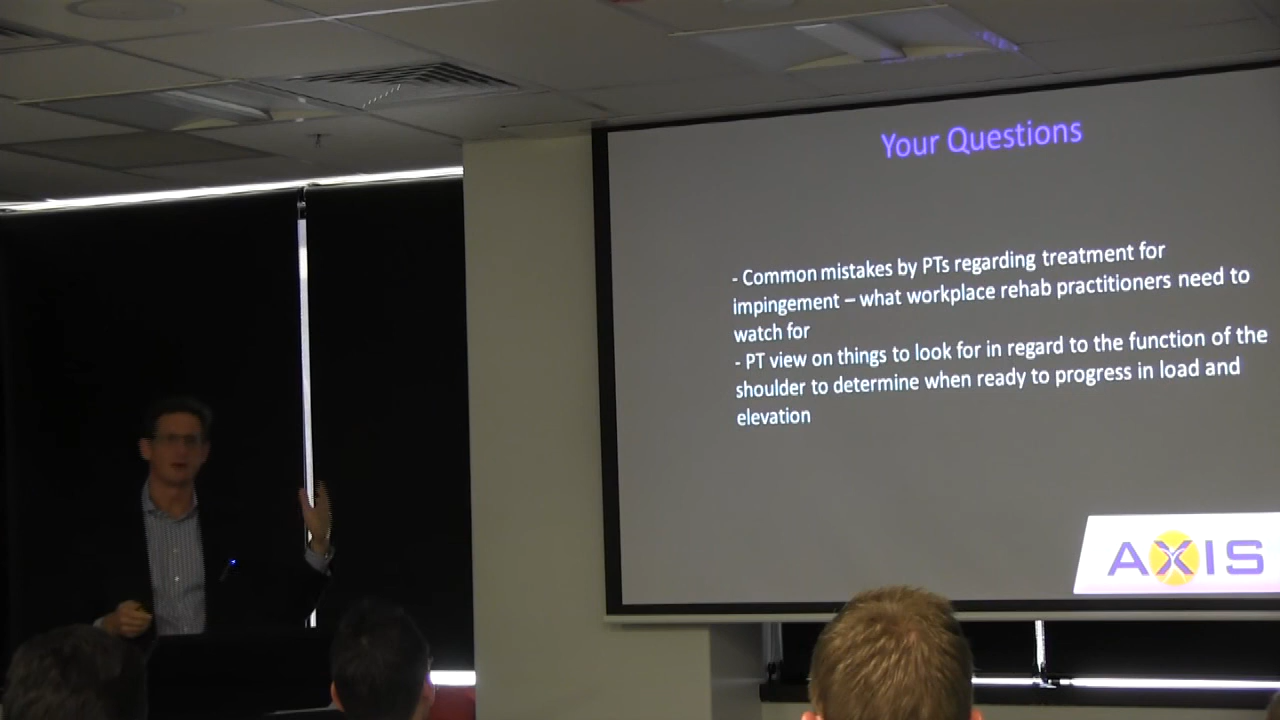 Your Questions
- Common mistakes by PTs regarding treatment for
impingement – what workplace rehab practitioners need to
watch for
- PT view on things to look for in regard to the function of the
shoulder to determine when ready to progress in load and
elevation
AXIS